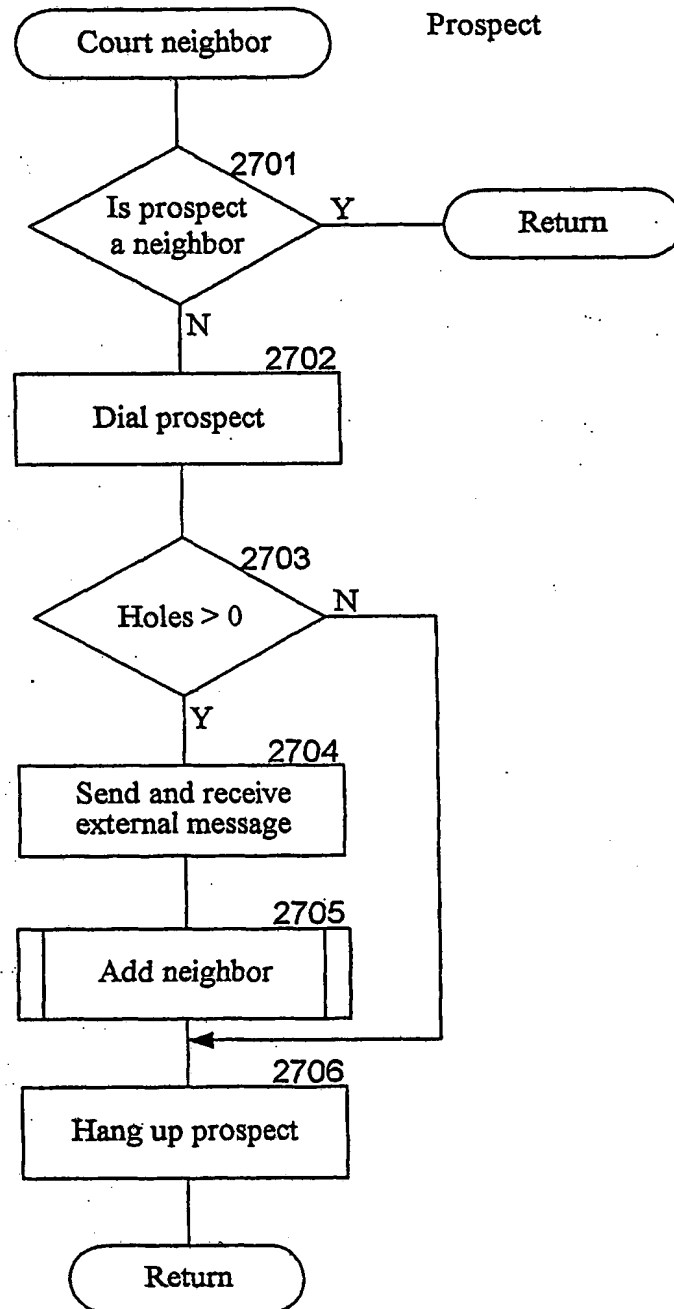 Court neighbor
Prospect
2701
Is prospect
a neighbor
Y
Return
N
2702
Dial prospect
2703
Holes > 0
N
Y
2704
Send and receive
external message
2705
Add neighbor
2706
Hang up prospect
Return